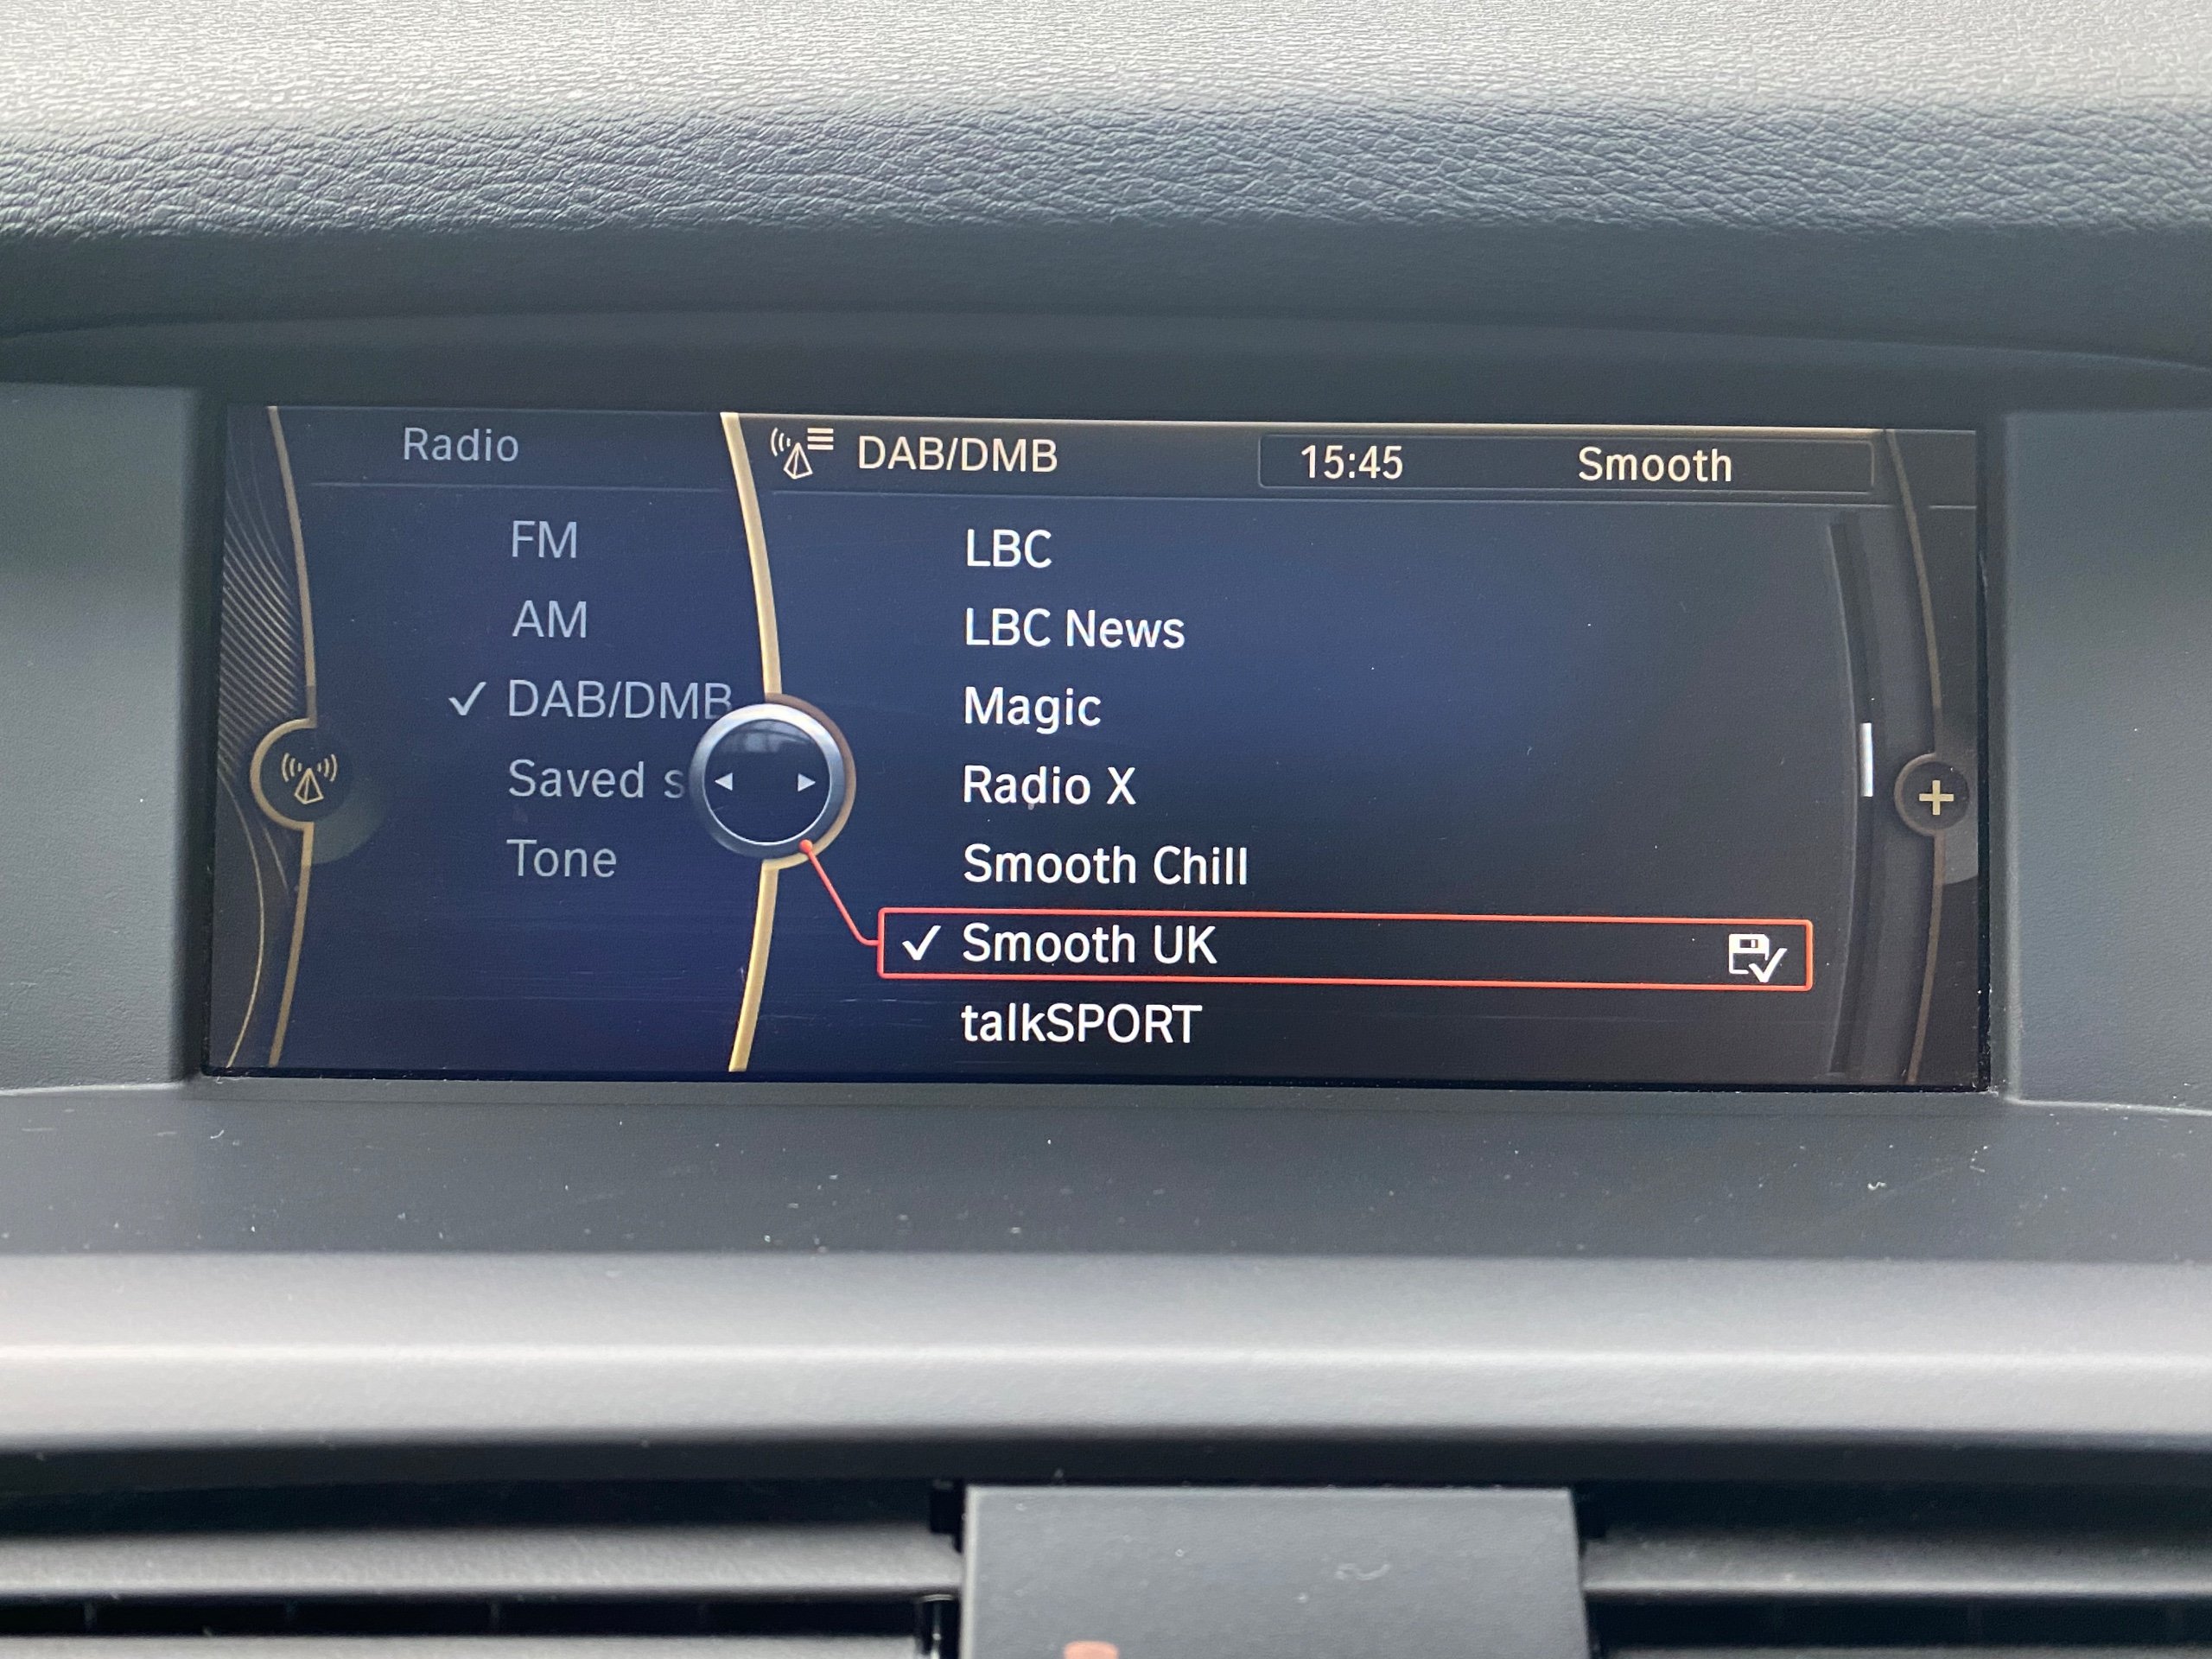 Radio
FM
AM
DAB/DMB
Saved s
Tone
DAB/DMB 15:45 Smooth
LBC
LBC News
Magic
Radio X
Smooth Chill
Smooth UK
talkSPORT